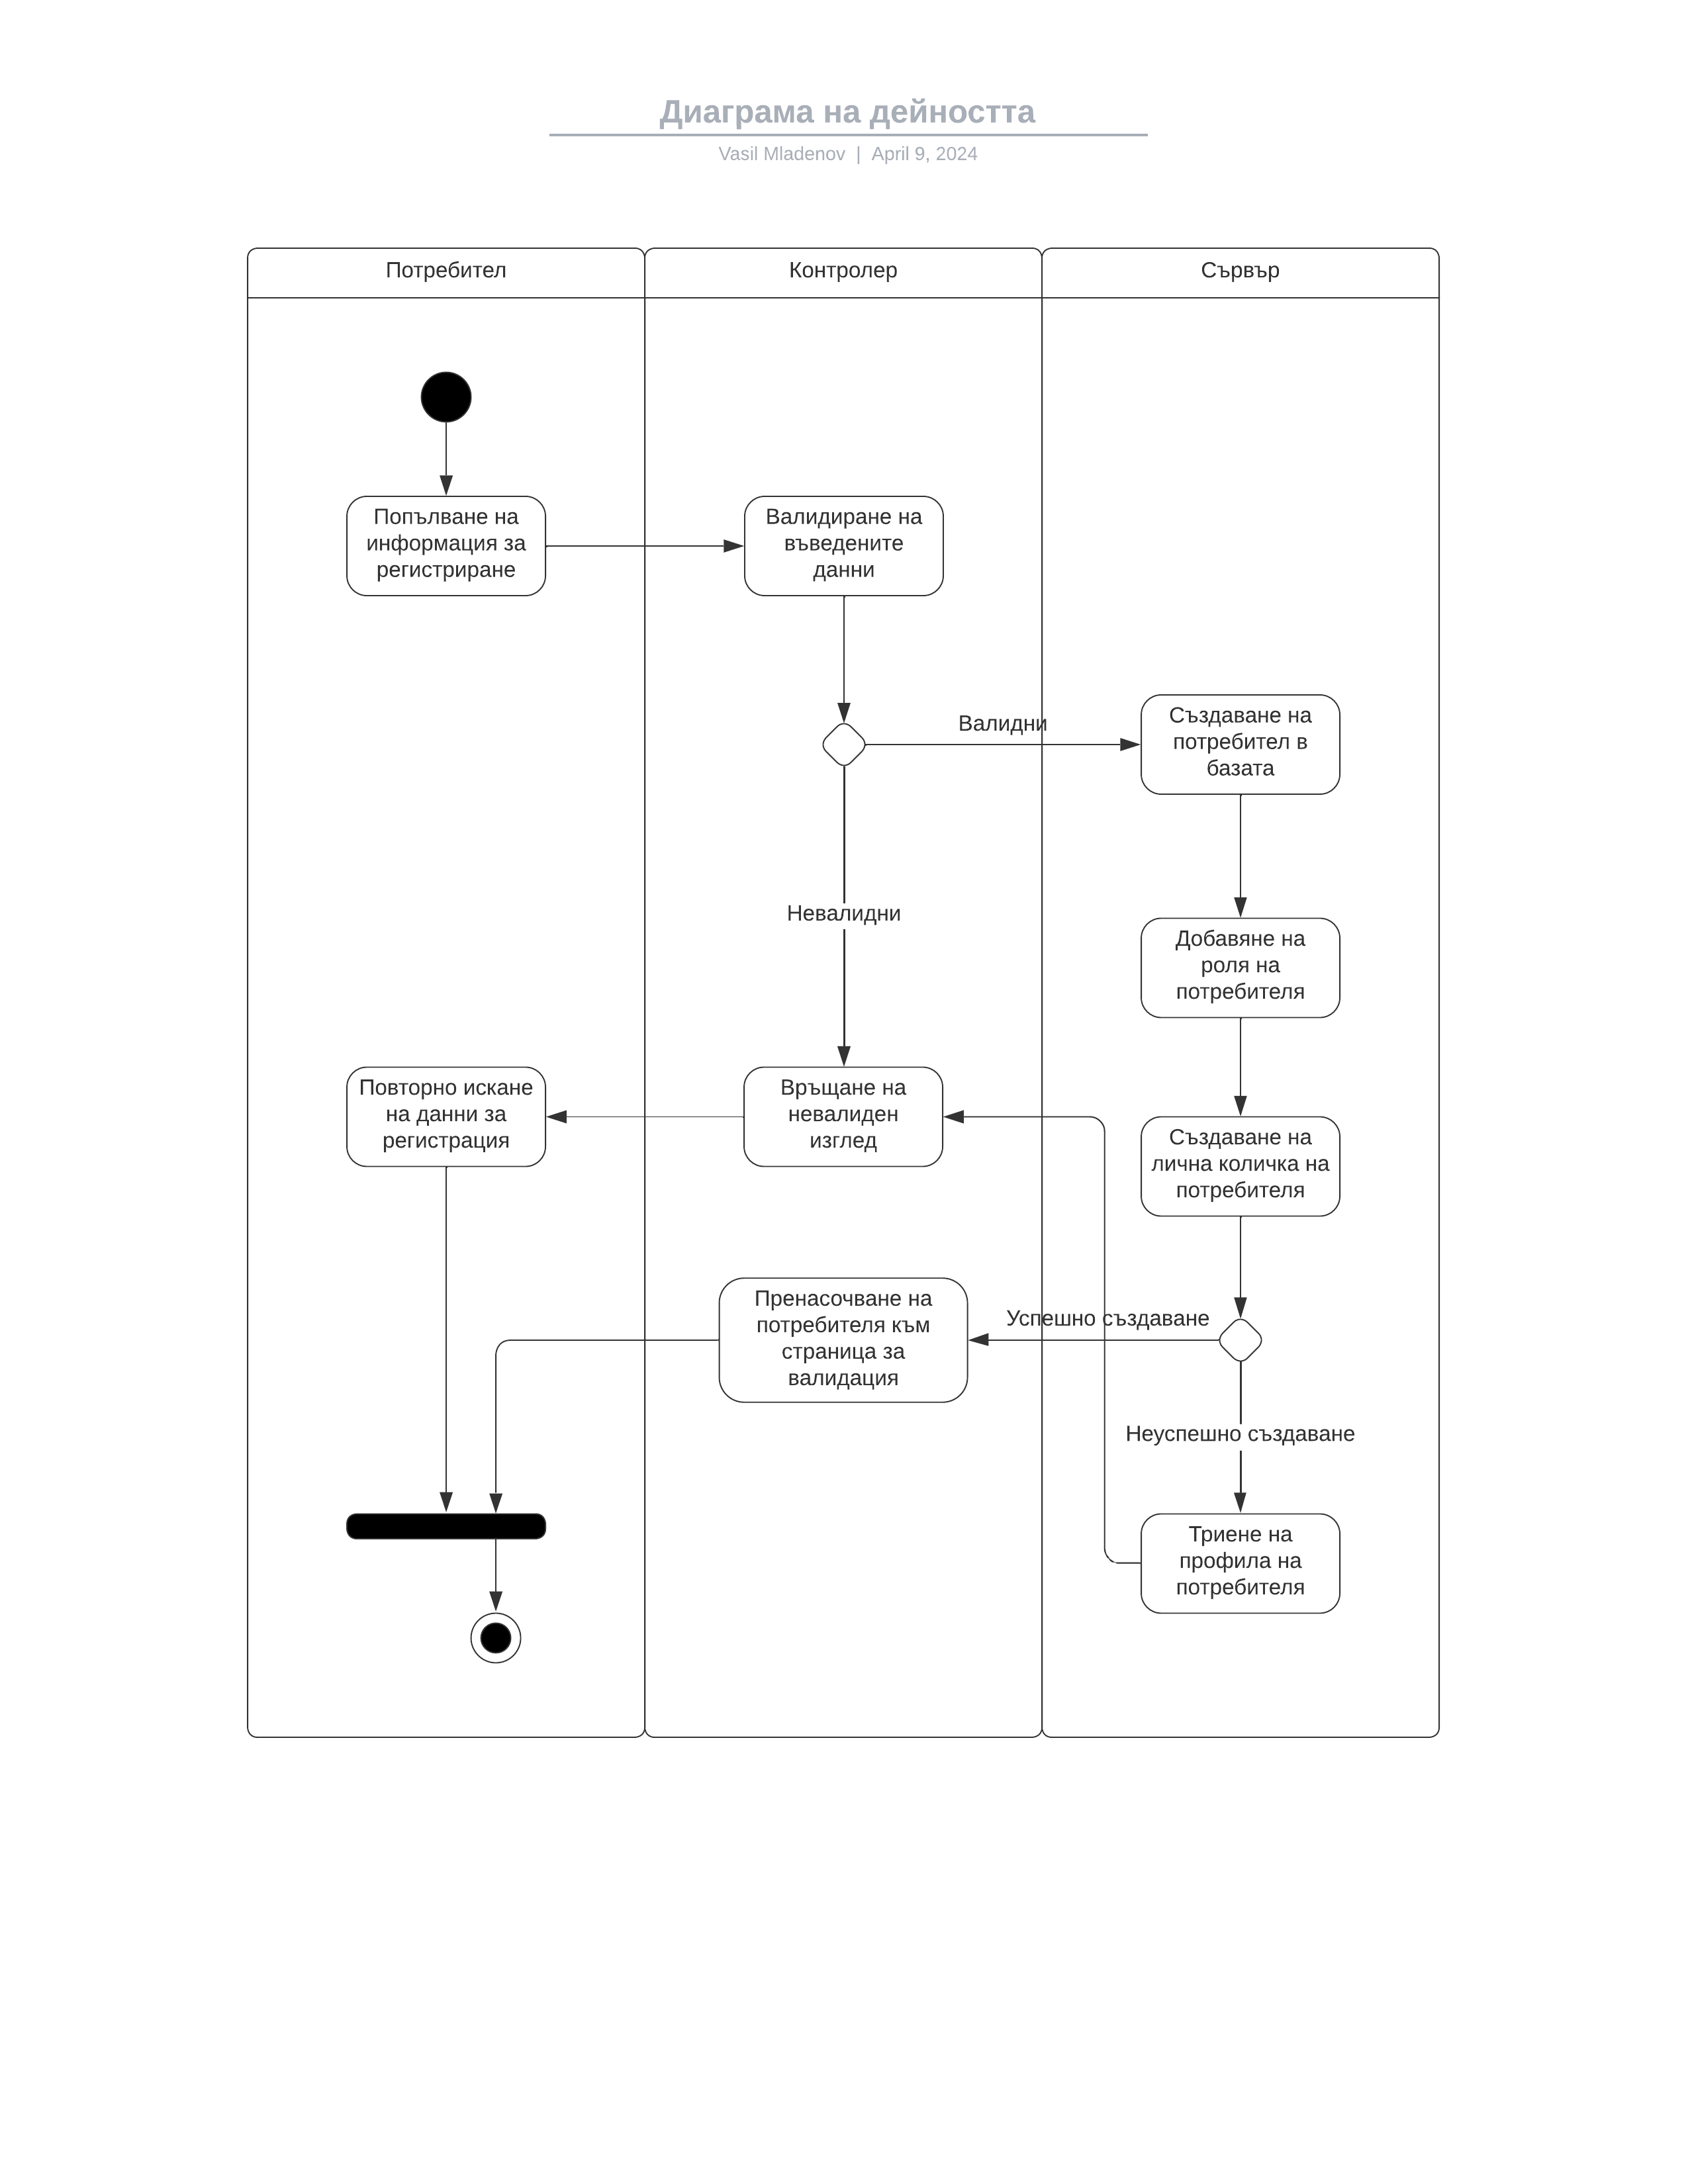 Диаграма на дейността
Vasil Mladenov | April 9, 2024
Потребител
Контролер
Сървър
Попълване на
информация за
регистриране
Валидиране на
въведените
данни
Валидни
Създаване на
потребител в
базата
Невалидни
Добавяне на
роля на
потребителя
Повторно искане
на данни за
регистрация
Връщане на
невалиден
изглед
Създаване на
лична количка на
потребителя
Пренасочване на
потребителя към
страница за
валидация
Успешно създаване
Неуспешно създаване
Триене на
профила на
потребителя